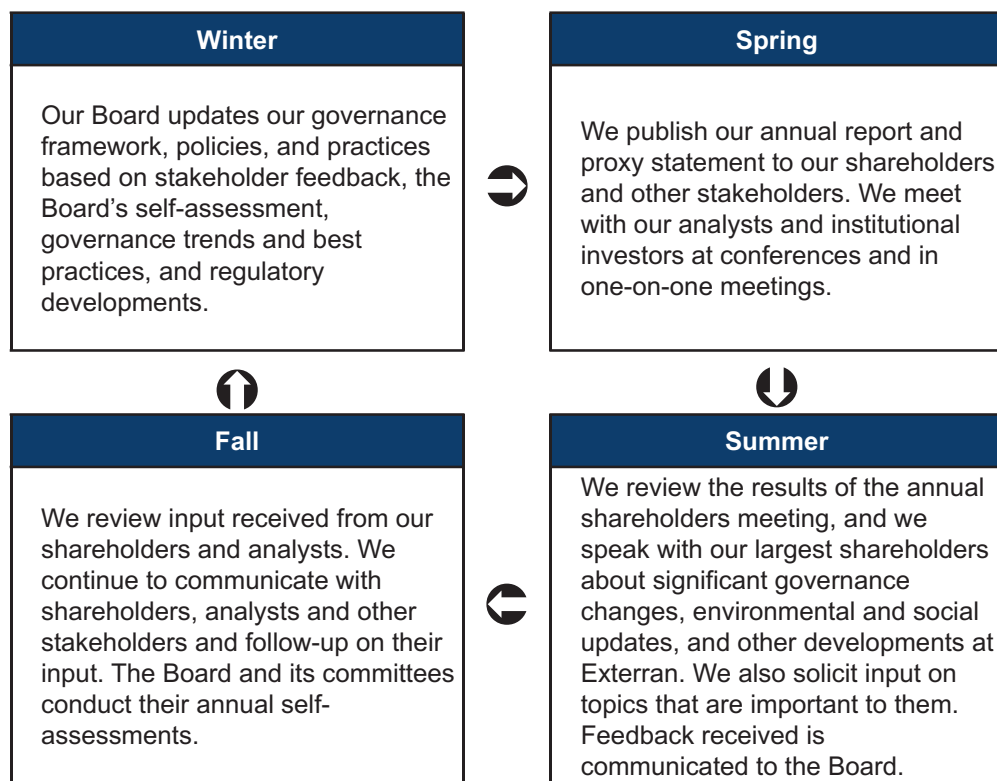 Winter
Our Board updates our governance
framework, policies, and practices
based on stakeholder feedback, the
Board’s self-assessment,
governance trends and best
practices, and regulatory
developments.
Spring
We publish our annual report and
proxy statement to our shareholders
and other stakeholders. We meet
with our analysts and institutional
investors at conferences and in
one-on-one meetings.
Fall
We review input received from our
shareholders and analysts. We
continue to communicate with
shareholders, analysts and other
stakeholders and follow-up on their
input. The Board and its committees
conduct their annual self-
assessments.
Summer
We review the results of the annual
shareholders meeting, and we
speak with our largest shareholders
about significant governance
changes, environmental and social
updates, and other developments at
Exterran. We also solicit input on
topics that are important to them.
Feedback received is
communicated to the Board.